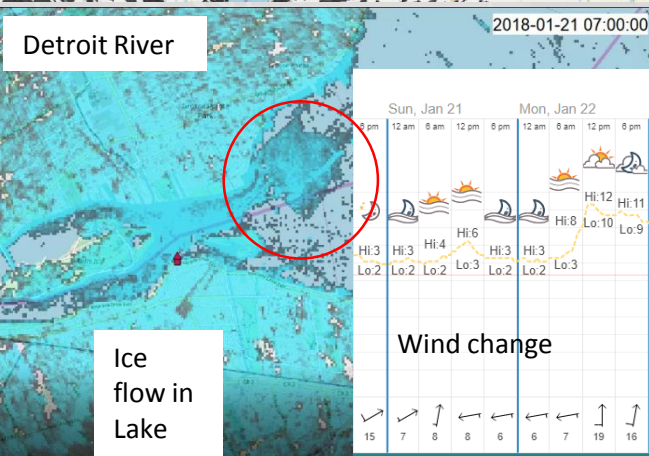 Detroit River
2018-01-21 07:00:00
Sun, Jan 21 Mon, Jan 22
6 pm 12 am 6 am 12 pm 6 pm 12 am 6 am 12 pm 6 pm
Hi:3 Hi:3 Hi:4 Hi:6 Hi:3 Hi:3 Hi:8 Hi:12 Hi:11
Lo:2 Lo:2 Lo:2 Lo:3 Lo:2 Lo:2 Lo:3 Lo:10 Lo:9
Wind change
Ice
flow in
Lake
15 7 8 8 6 6 7 19 16